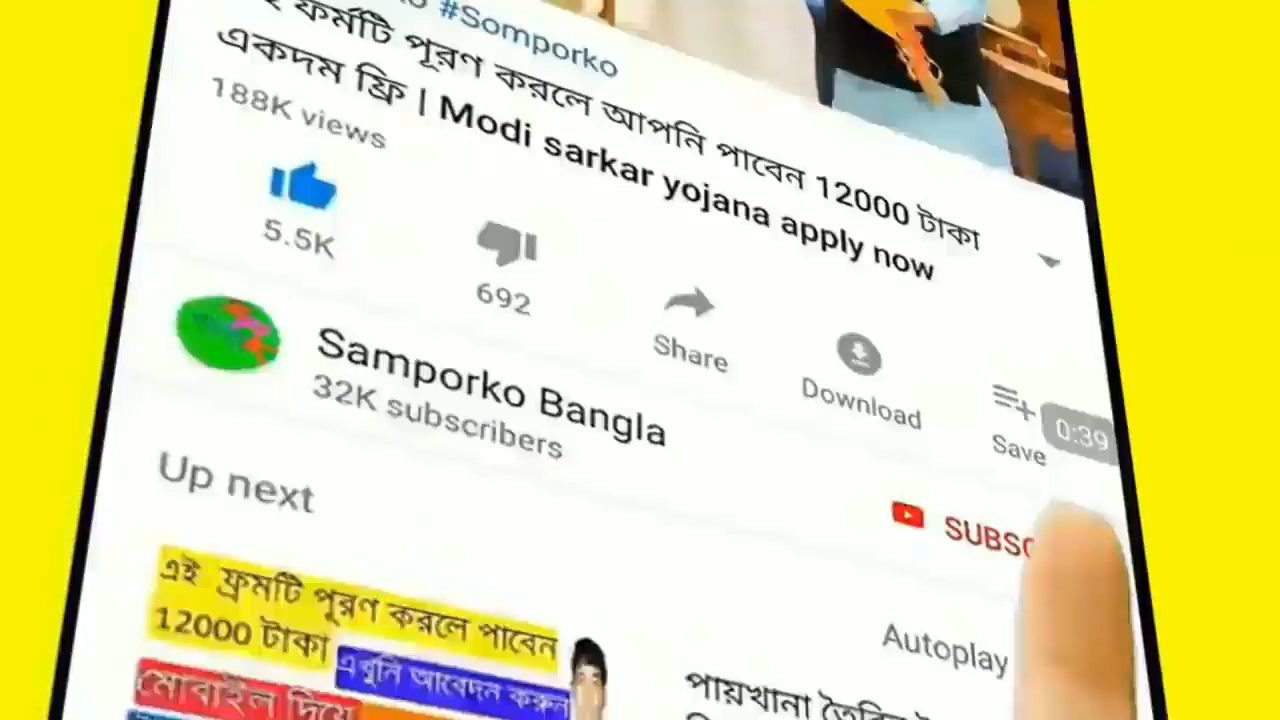 #Somporko
ফর্মটি পূরণ করলে আপনি পাবেন 12000 টাকা
একদম ফ্রি | Modi sarkar yojana apply now
188K views
5.5K
692
Share
Download
Save
0:39
Samporko Bangla
32K subscribers
SUBSC
Up next
Autoplay
এই ফ্রমটি পূরণ করলে পাবেন
12000 টাকা
এখুনি আবেদন করুন
মোবাইল দিয়ে
পায়খানা তৈরির